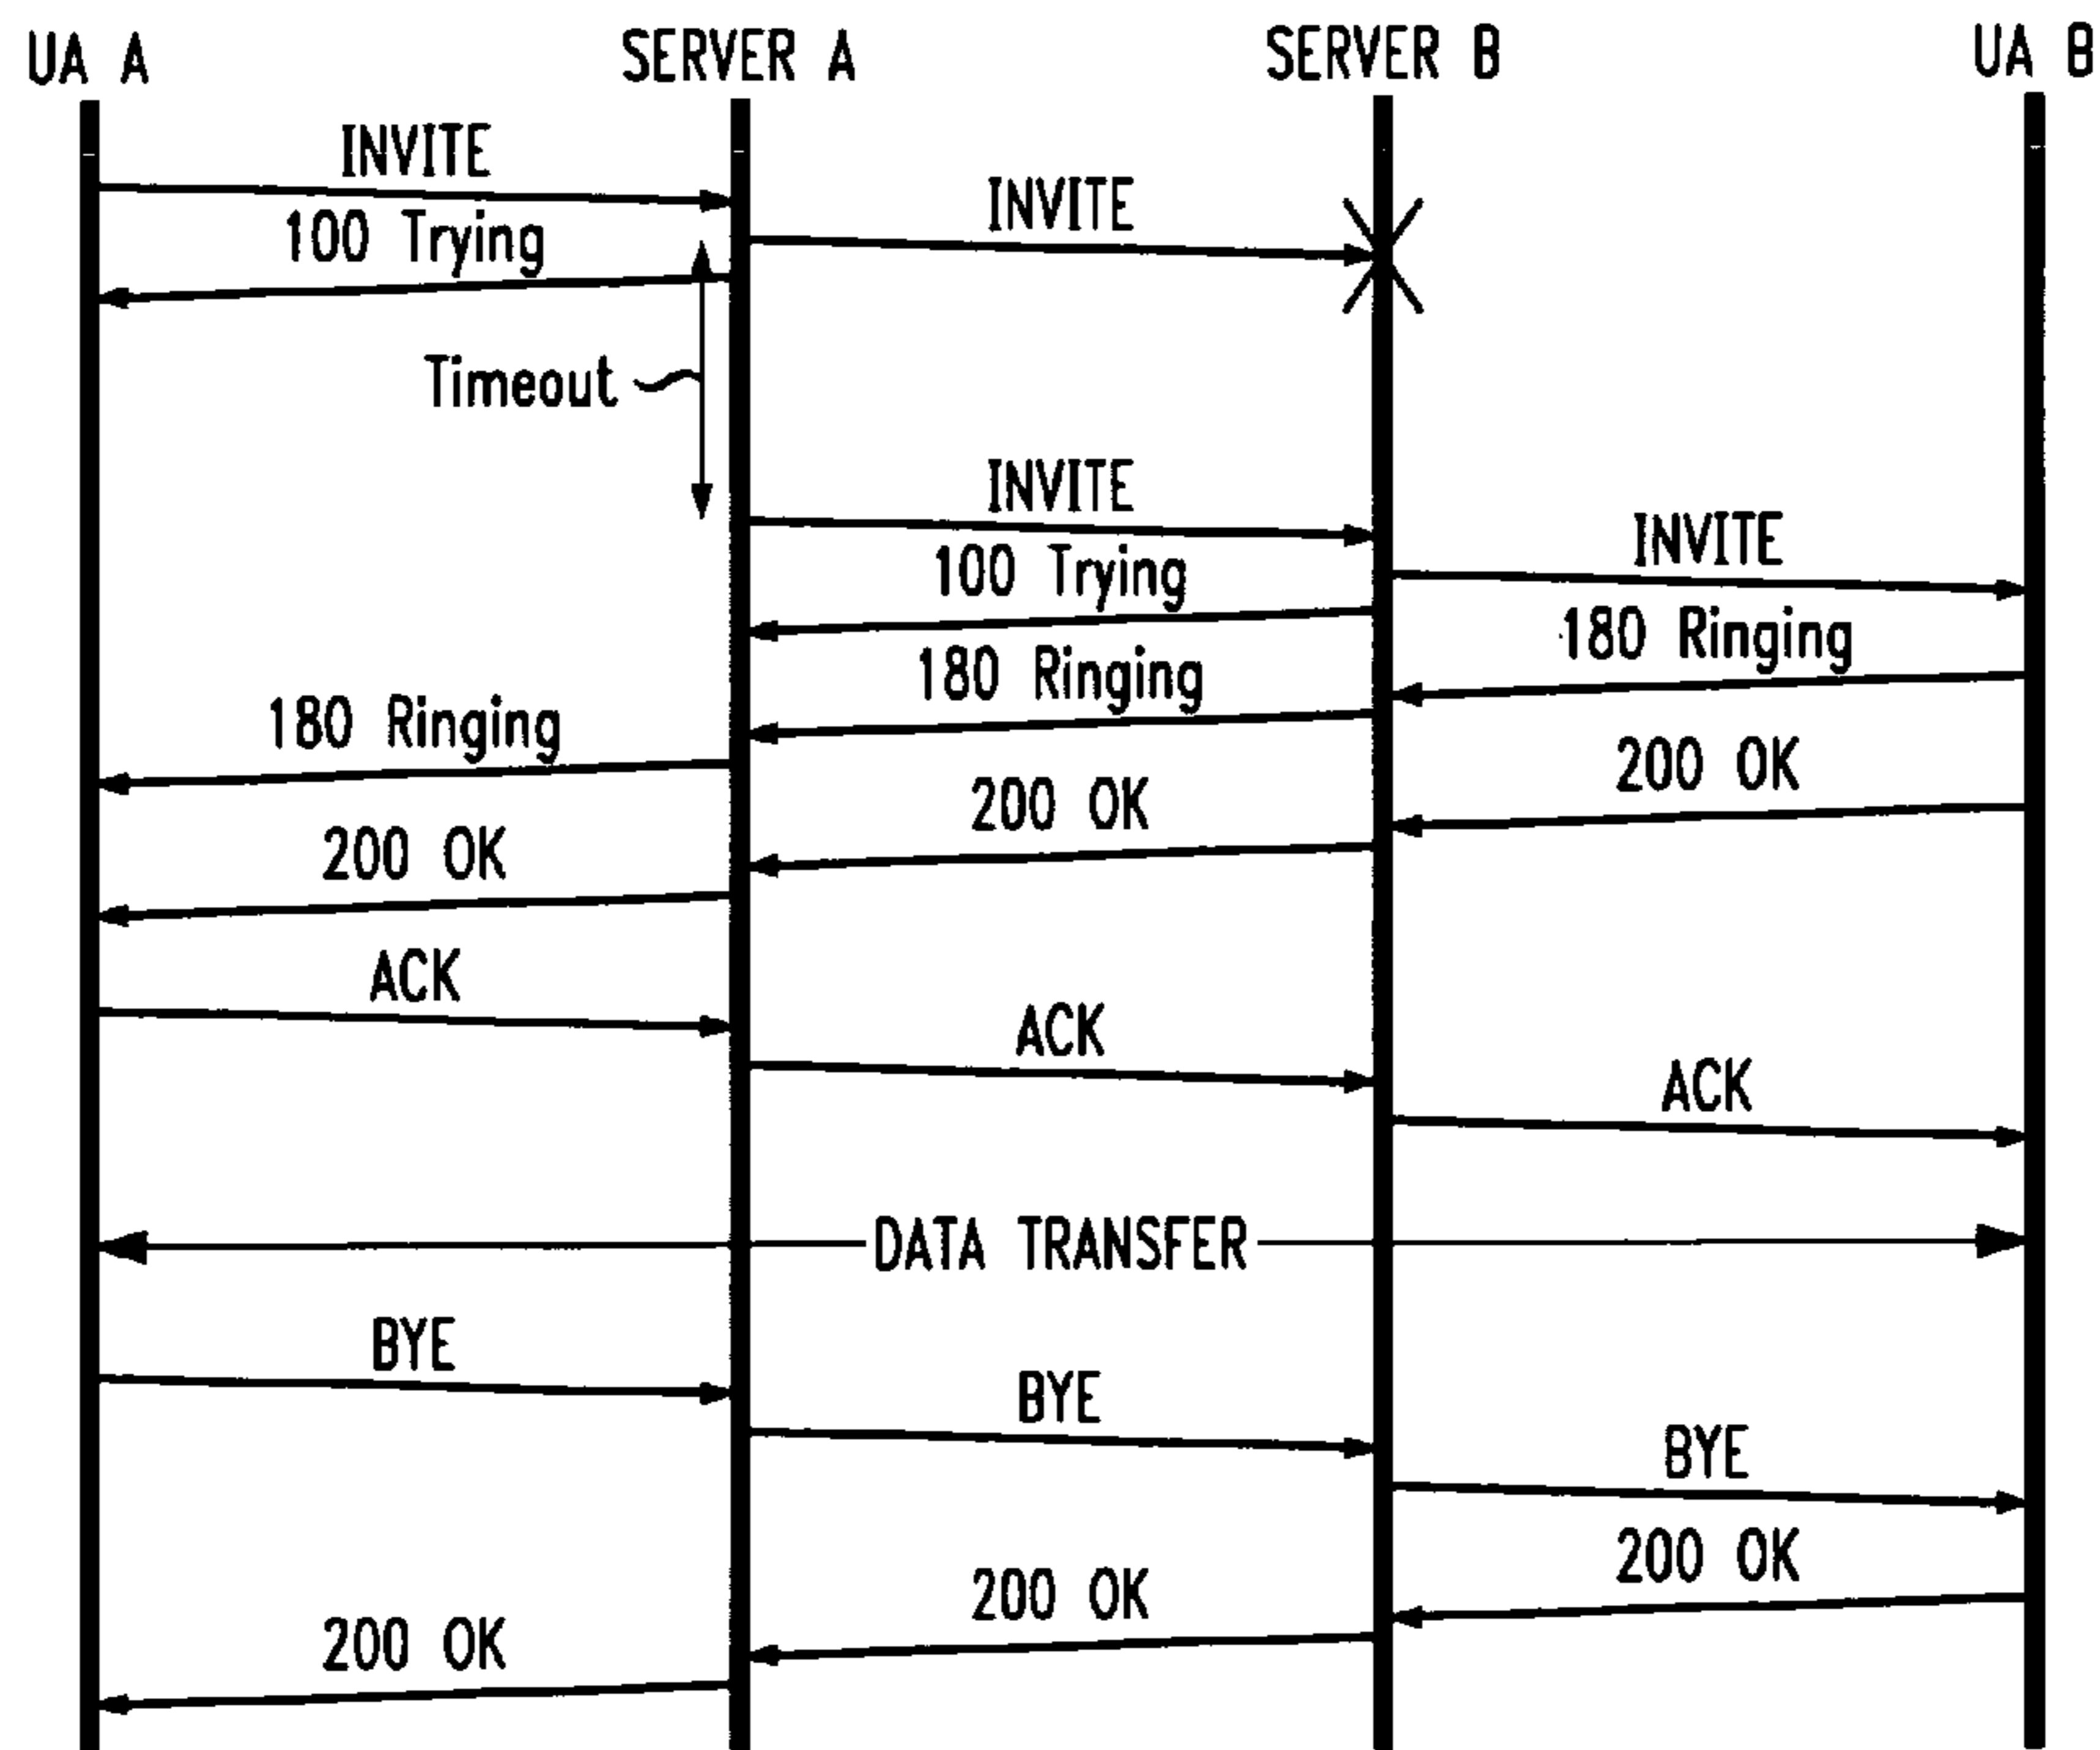 UA A
SERVER A
SERVER B
UA B
INVITE
INVITE
100 Trying
Timeout
INVITE
INVITE
100 Trying
180 Ringing
180 Ringing
180 Ringing
200 OK
200 OK
200 OK
ACK
ACK
ACK
DATA TRANSFER
BYE
BYE
BYE
200 OK
200 OK
200 OK